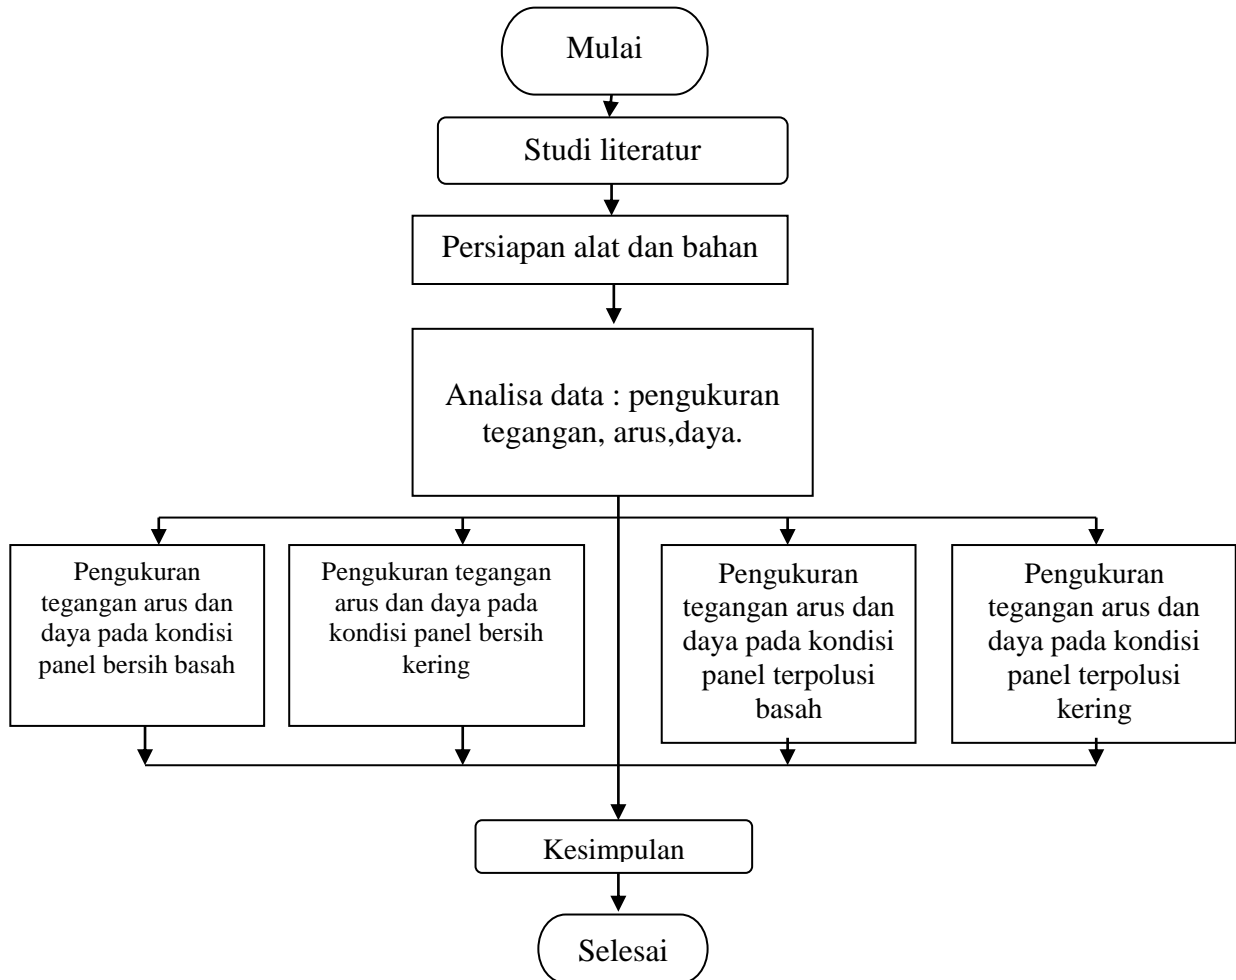 Mulai
Studi literatur
Persiapan alat dan bahan
Analisa data : pengukuran
tegangan, arus,daya.
Pengukuran
tegangan arus dan
daya pada kondisi
panel bersih basah
Pengukuran tegangan
arus dan daya pada
kondisi panel bersih
kering
Pengukuran
tegangan arus dan
daya pada kondisi
panel terpolusi
basah
Pengukuran
tegangan arus dan
daya pada kondisi
panel terpolusi
kering
Kesimpulan
Selesai